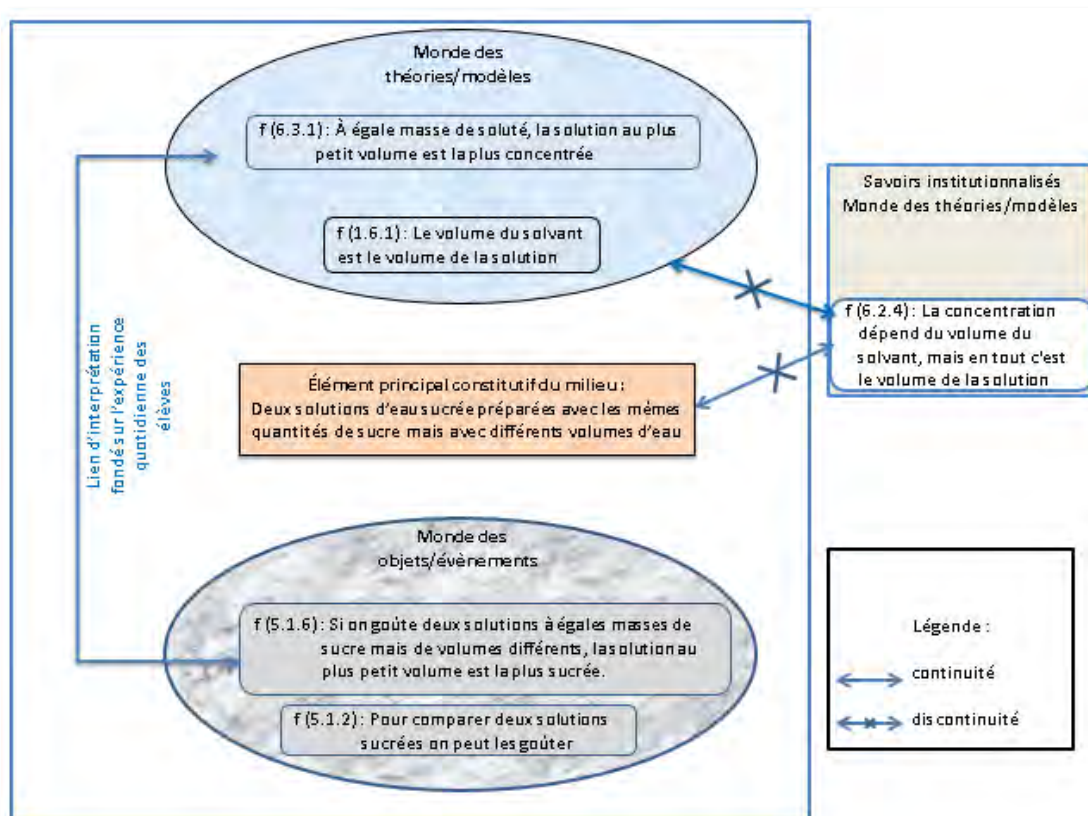 Monde des
théories/modèles
f (6.3.1) : À égale masse de soluté, la solution au plus
petit volume est la plus concentrée
f (1.6.1) : Le volume du solvant
est le volume de la solution
Savoirs institutionnalisés
Monde des théories/modèles
f (6.2.4) : La concentration
dépend du volume du
solvant, mais en tout c'est
le volume de la solution
Lien d'interprétation
fondé sur l'expérience
quotidienne des
élèves
Élément principal constitutif du milieu :
Deux solutions d'eau sucrée préparées avec les mêmes
quantités de sucre mais avec différents volumes d'eau
Monde des
objets/évènements
f (5.1.6) : Si on goûte deux solutions à égales masses de
sucre mais de volumes différents, la solution au
plus petit volume est la plus sucrée.
f (5.1.2) : Pour comparer deux solutions
sucrées on peut les goûter
Légende :
continuité
discontinuité